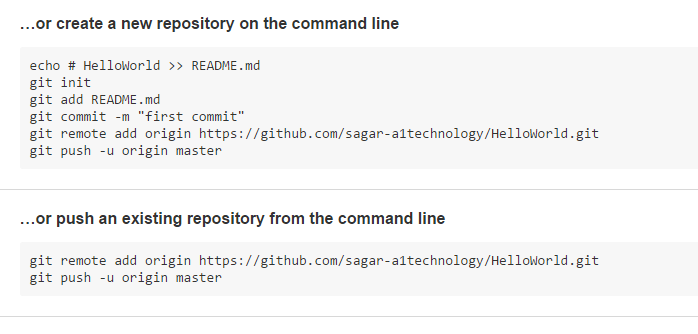 …or create a new repository on the command line
echo # HelloWorld >> README.md
git init
git add README.md
git commit -m "first commit"
git remote add origin https://github.com/sagar-a1technology/HelloWorld.git
git push -u origin master
…or push an existing repository from the command line
git remote add origin https://github.com/sagar-a1technology/HelloWorld.git
git push -u origin master